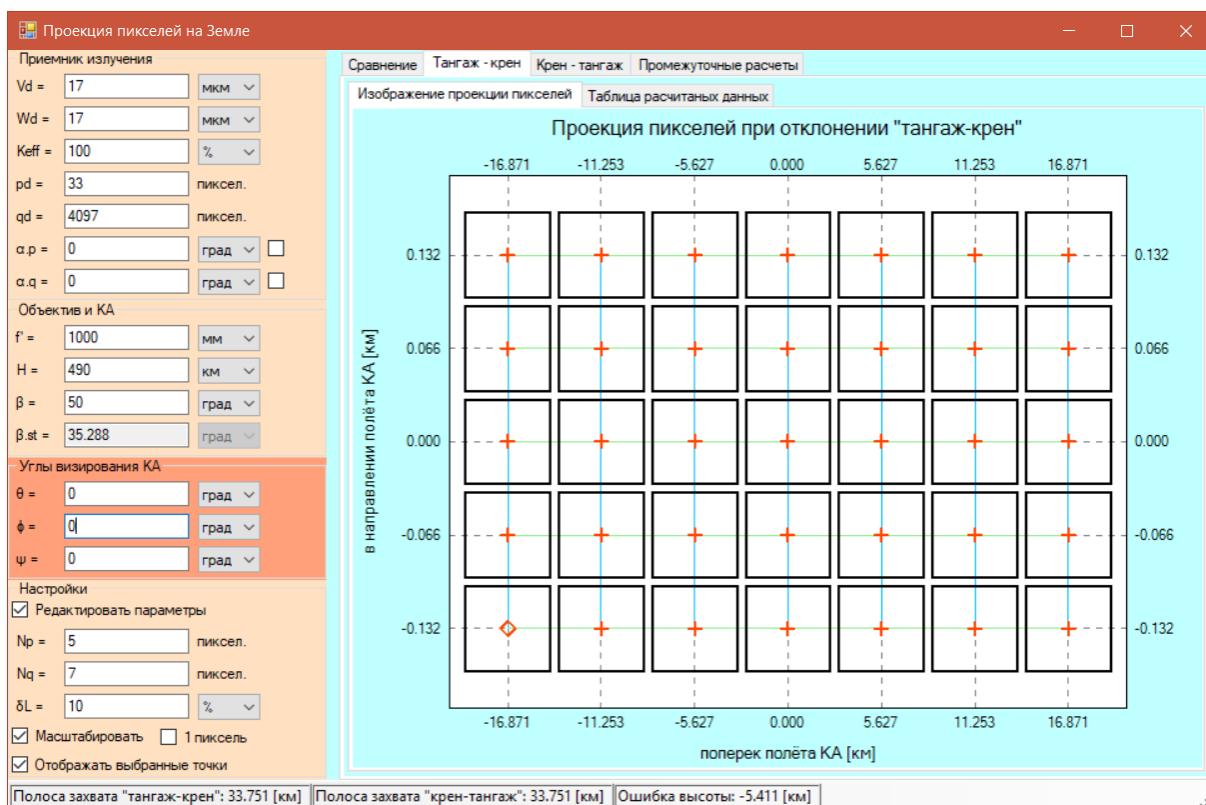 Проекция пикселей на Земле
Приемник излучения
Vd = 17 мкм
Wd = 17 мкм
Keff = 100 %
pd = 33 пиксел.
qd = 4097 пиксел.
α.p = 0 град
α.q = 0 град
Объектив и КА
f' = 1000 мм
H = 490 км
β = 50 град
β.st = 35.288 град
Углы визирования КА
θ = 0 град
ϕ = 0 град
ψ = 0 град
Настройки
Редактировать параметры
Np = 5 пиксел.
Nq = 7 пиксел.
δL = 10 %
Масштабировать 1 пиксель
Отображать выбранные точки
Сравнение Тангаж - крен Крен - тангаж Промежуточные расчеты
Изображение проекции пикселей Таблица расчитаных данных
Проекция пикселей при отклонении "тангаж-крен"
-16.871 -11.253 -5.627 0.000 5.627 11.253 16.871
0.132 0.132
0.066 0.066
0.000 0.000
-0.066 -0.066
-0.132 -0.132
в направлении полёта КА [км]
-16.871 -11.253 -5.627 0.000 5.627 11.253 16.871
поперек полёта КА [км]
Полоса захвата "тангаж-крен": 33.751 [км] Полоса захвата "крен-тангаж": 33.751 [км] Ошибка высоты: -5.411 [км]